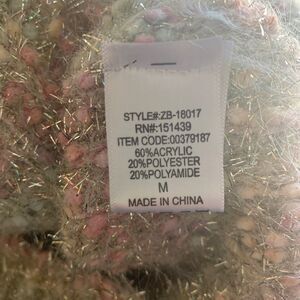 STYLE#:ZB-18017
RN#:151439
ITEM CODE:00379187
60%ACRYLIC
20%POLYESTER
20%POLYAMIDE
M
MADE IN CHINA